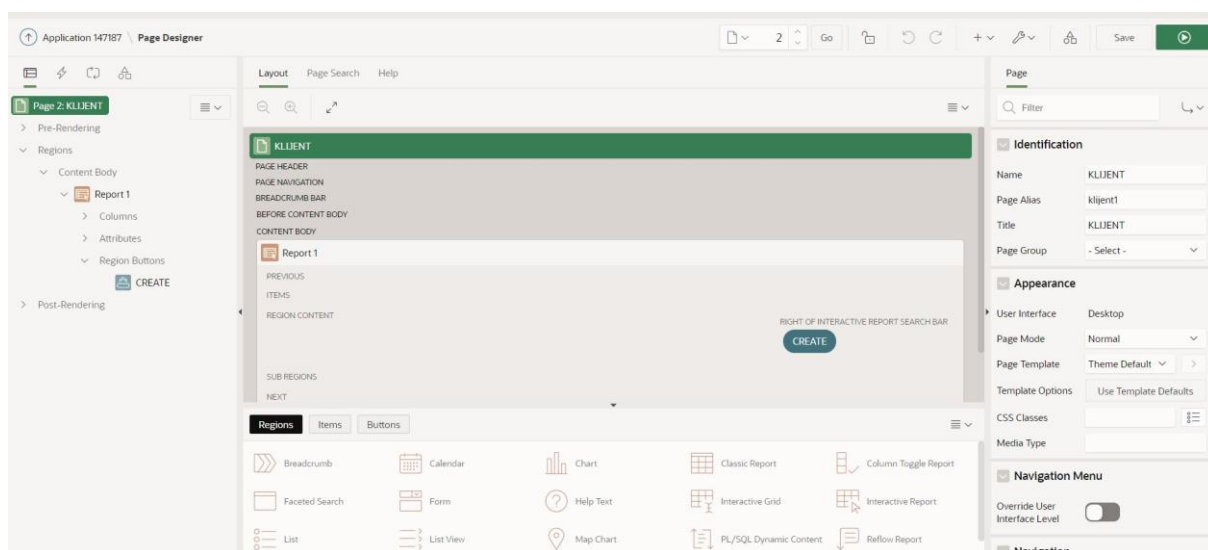 Application 147187 \ Page Designer
2 Go Save
Page 2: KLIJENT
Pre-Rendering
Regions
Content Body
Report 1
Columns
Attributes
Region Buttons
CREATE
Post-Rendering
Layout Page Search Help
KLIJENT
PAGE HEADER
PAGE NAVIGATION
BREADCRUMB BAR
BEFORE CONTENT BODY
CONTENT BODY
Report 1
PREVIOUS
ITEMS
REGION CONTENT
RIGHT OF INTERACTIVE REPORT SEARCH BAR
CREATE
SUB REGIONS
NEXT
Regions Items Buttons
Breadcrumb Calendar Chart Classic Report Column Toggle Report
Faceted Search Form Help Text Interactive Grid Interactive Report
List List View Map Chart PL/SQL Dynamic Content Reflow Report
Page
Filter
Identification
Name KLIJENT
Page Alias klijent1
Title KLIJENT
Page Group - Select -
Appearance
User Interface Desktop
Page Mode Normal
Page Template Theme Default
Template Options Use Template Defaults
CSS Classes
Media Type
Navigation Menu
Override User
Interface Level
Navigation